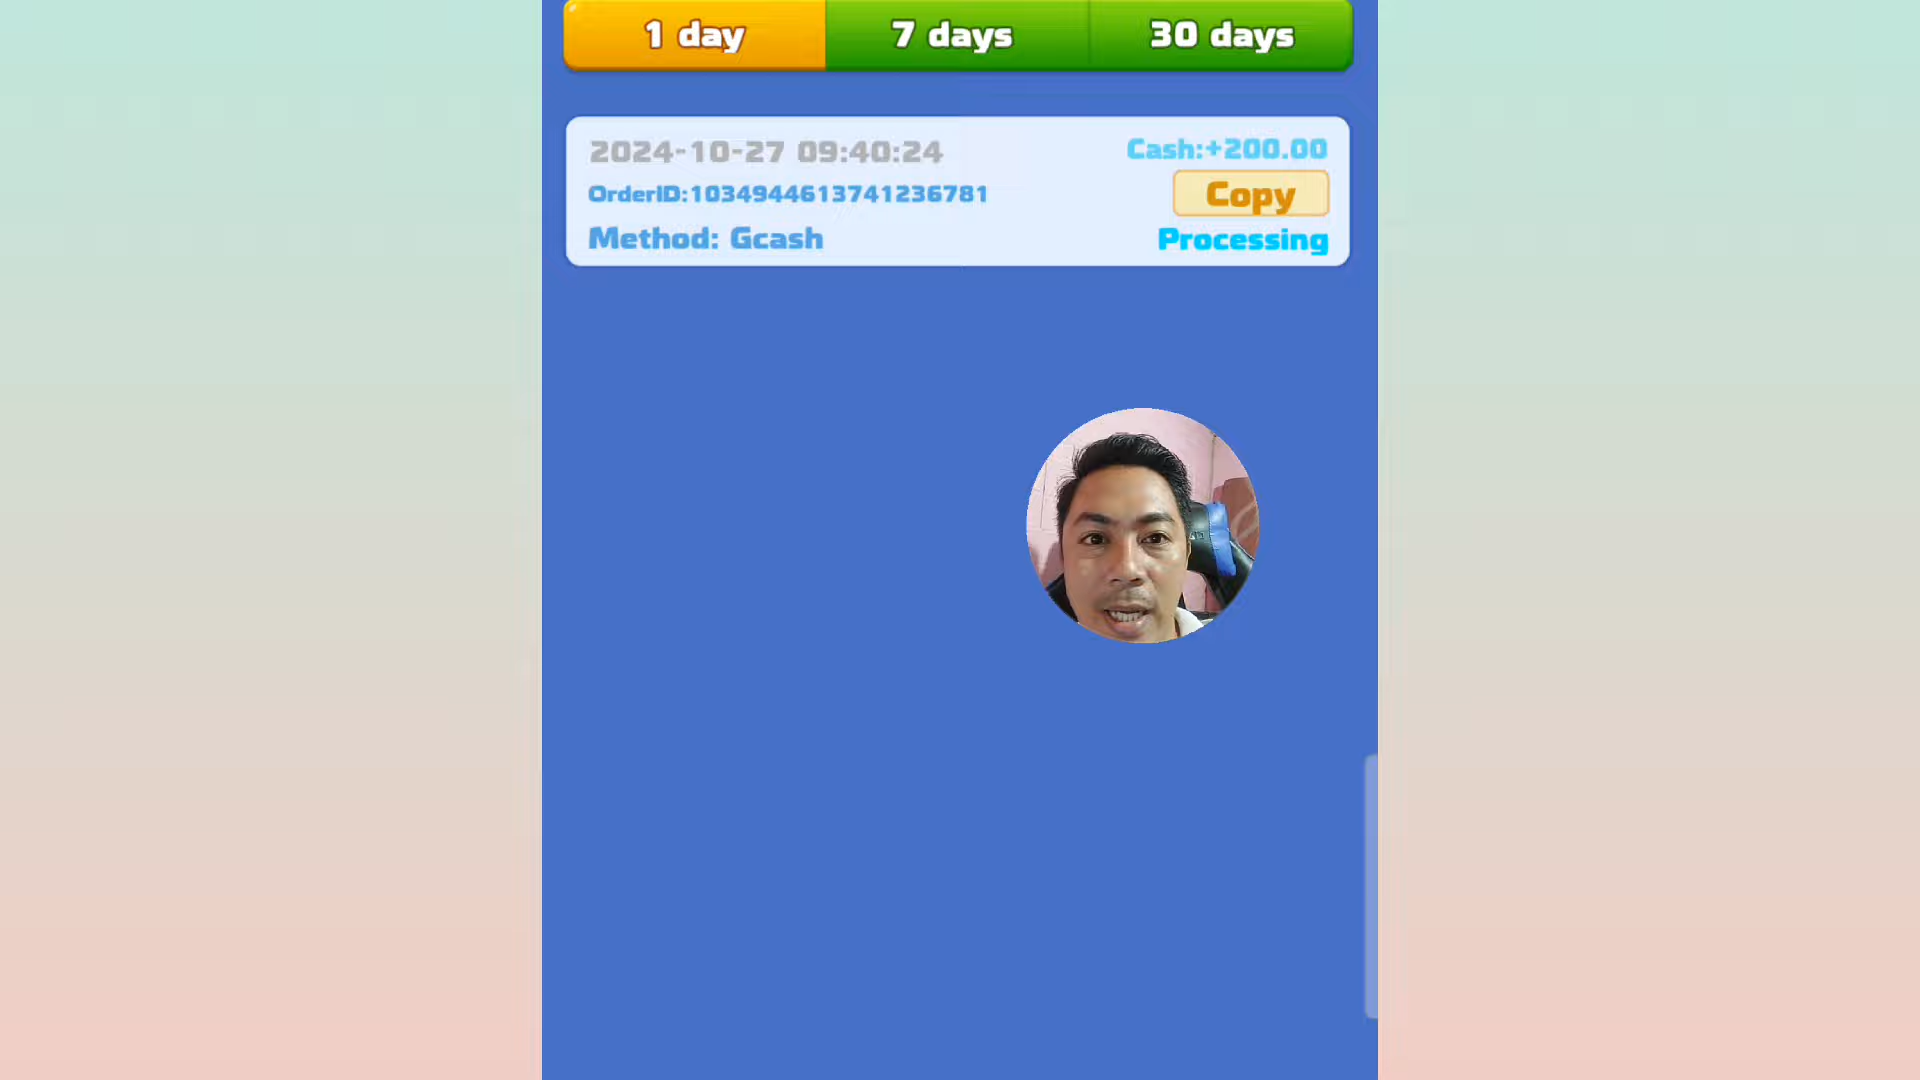 1 day 7 days 30 days
2024-10-27 09:40:24 Cash:+200.00
OrderID:1034944613741236781 Copy
Method: Gcash Processing